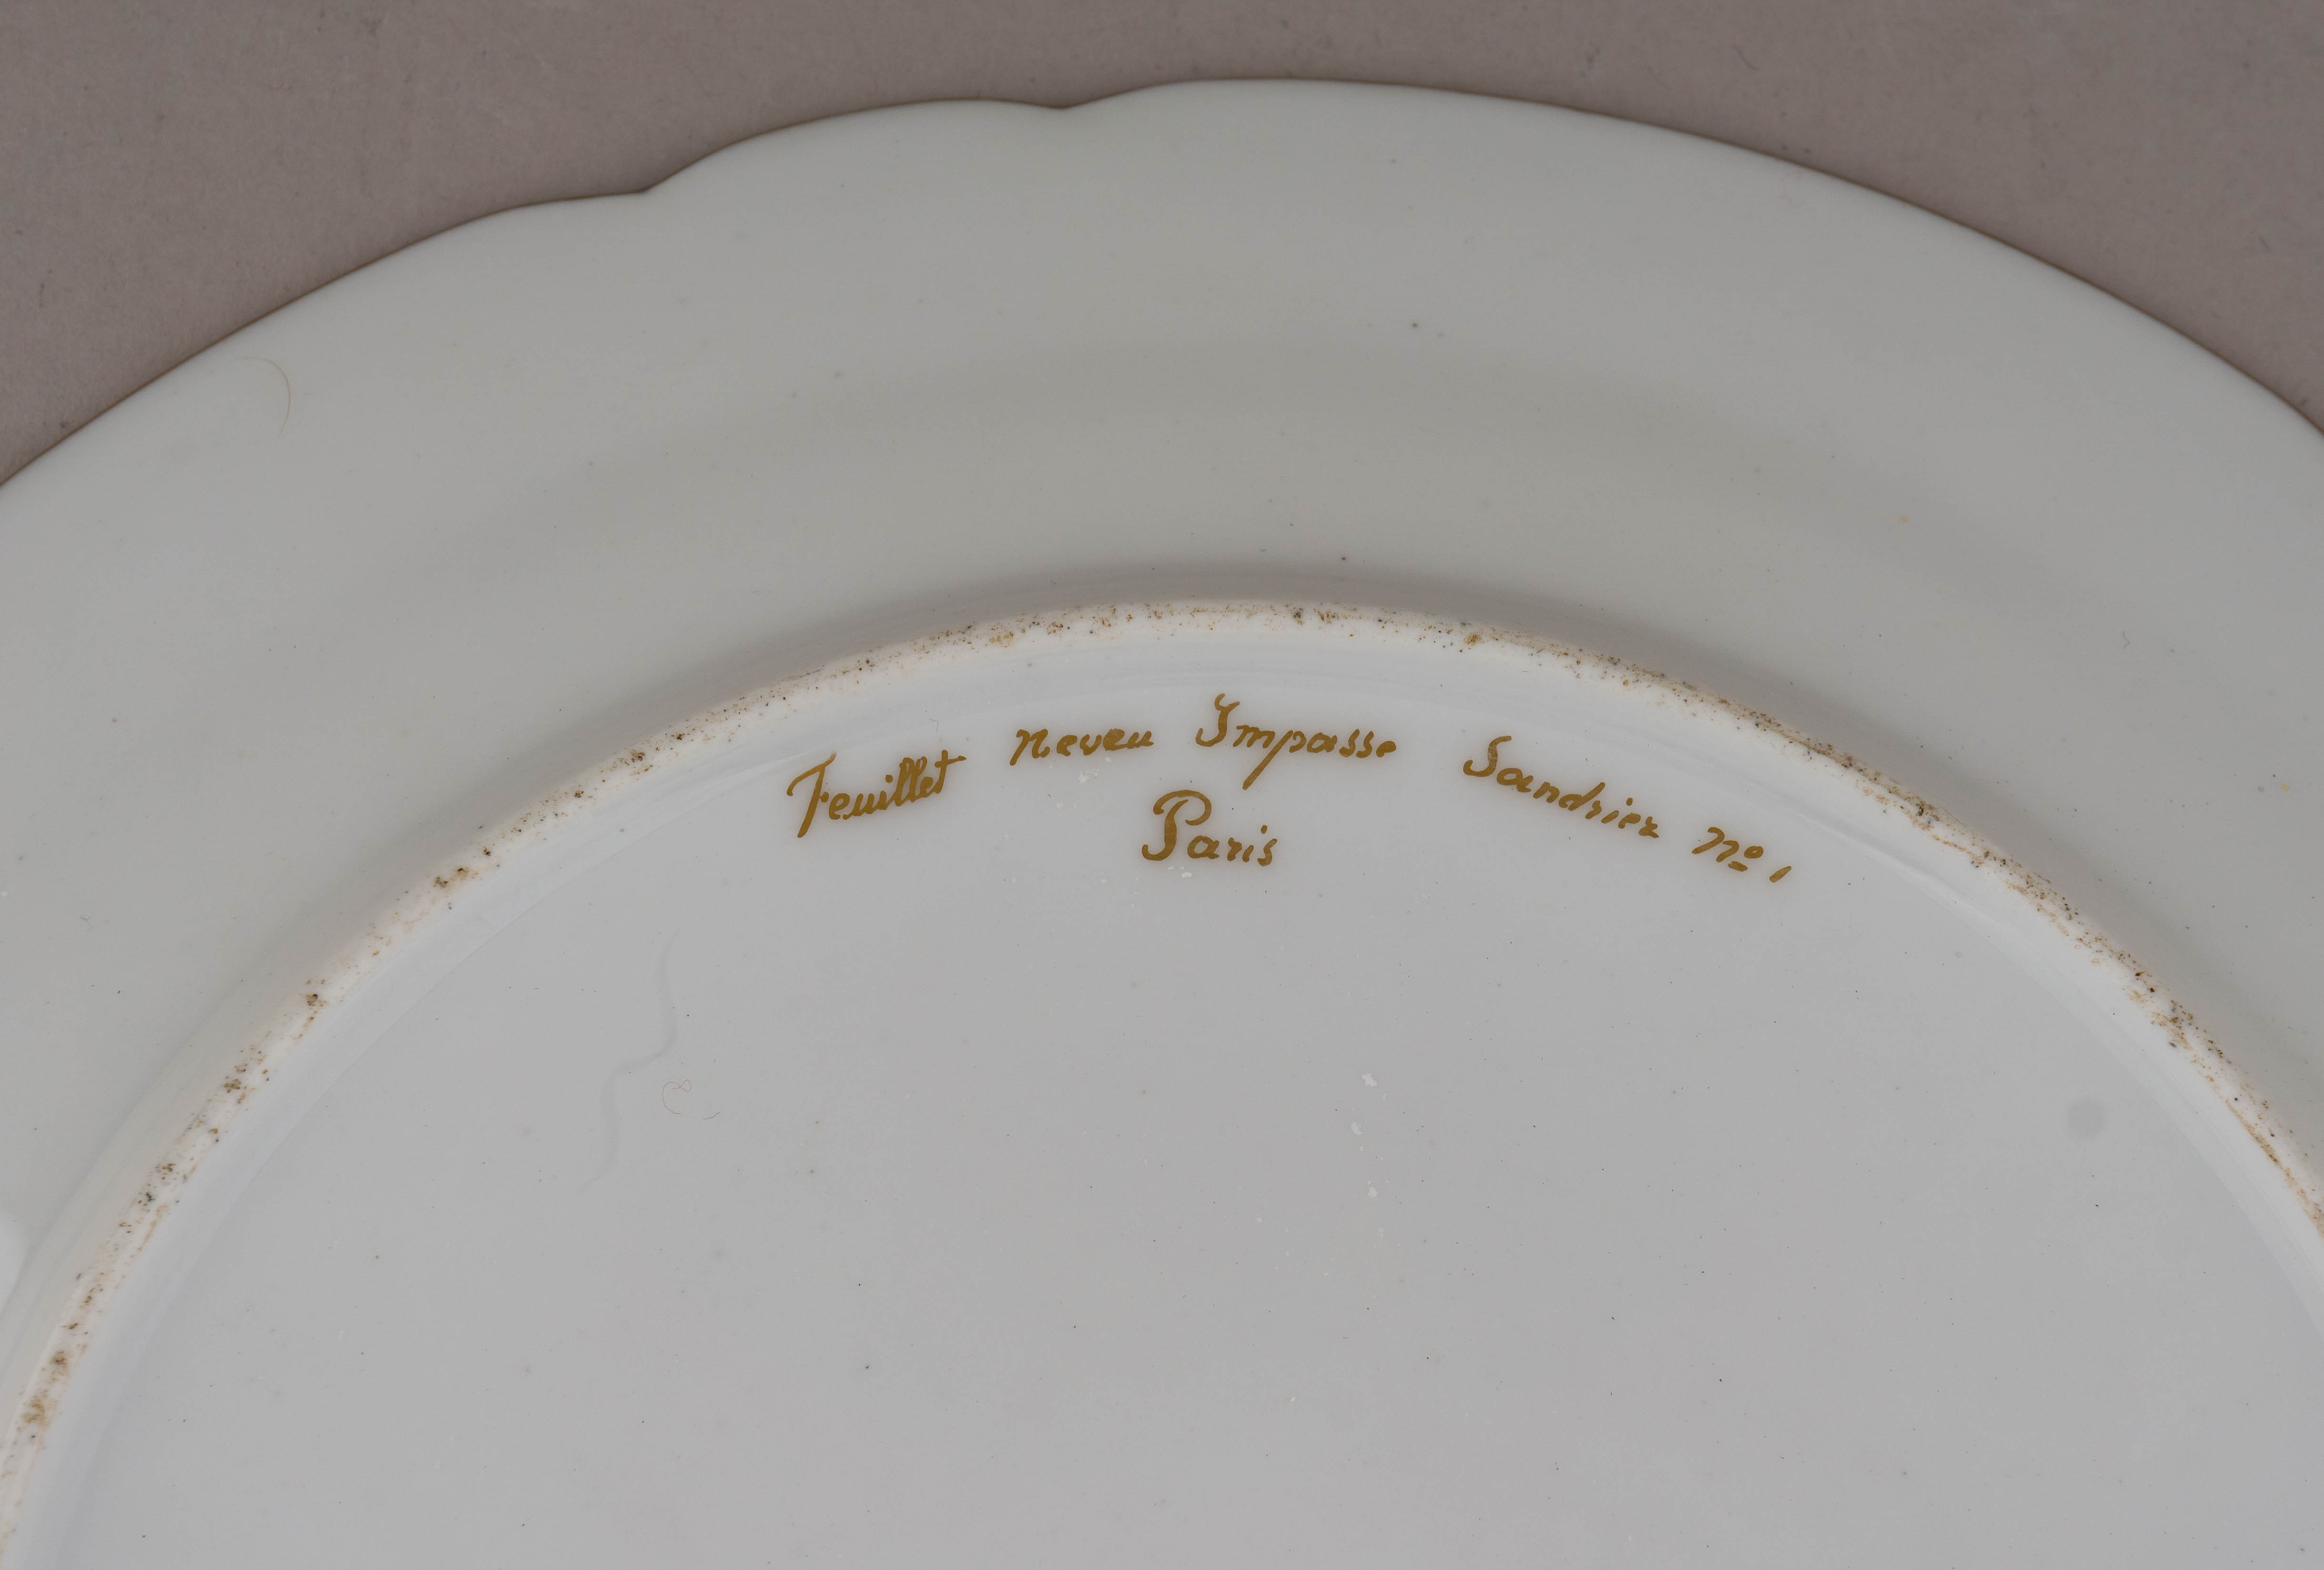 Feuillet neveu Impasse Sandrier Nº 1
Paris